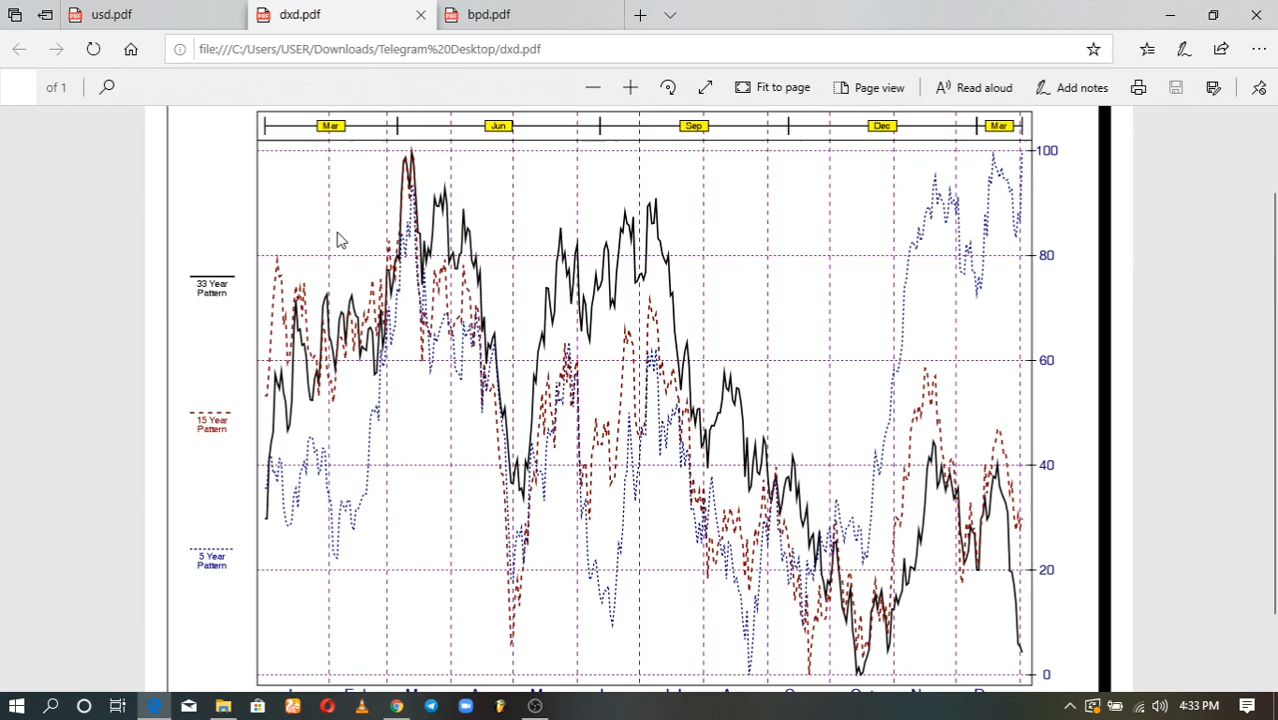 usd.pdf
dxd.pdf
bpd.pdf
file:///C:/Users/USER/Downloads/Telegram%20Desktop/dxd.pdf
of 1
Fit to page
Page view
Read aloud
Add notes
Mar
Jun
Sep
Dec
Mar
100
80
33 Year
Pattern
60
15 Year
Pattern
40
5 Year
Pattern
20
0
4:33 PM